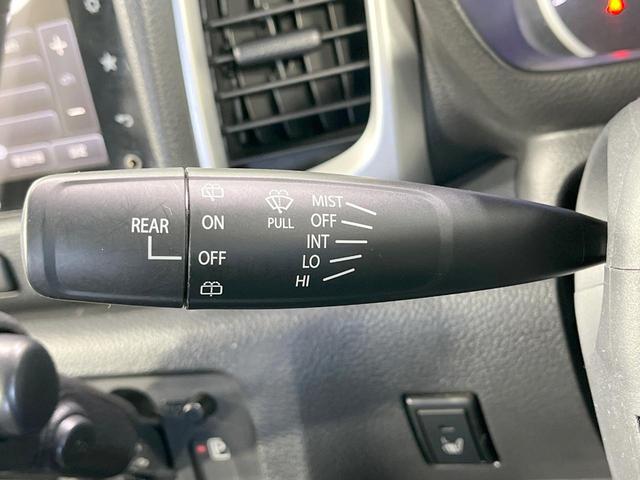 REAR
ON
OFF
PULL
MIST
OFF
INT
LO
HI